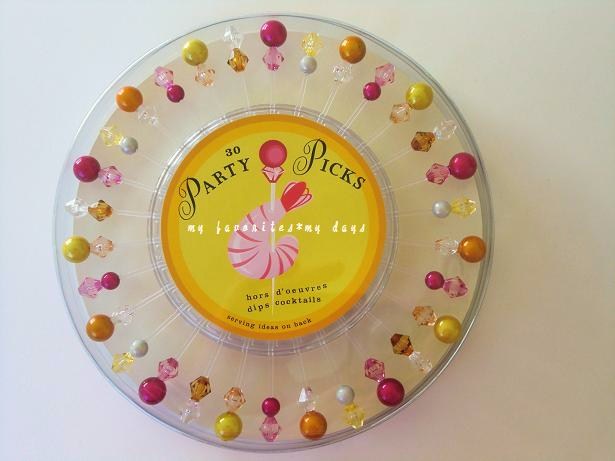 30
PARTY PICKS
my favorites*my days
hors d'oeuvres
dips cocktails
serving ideas on back